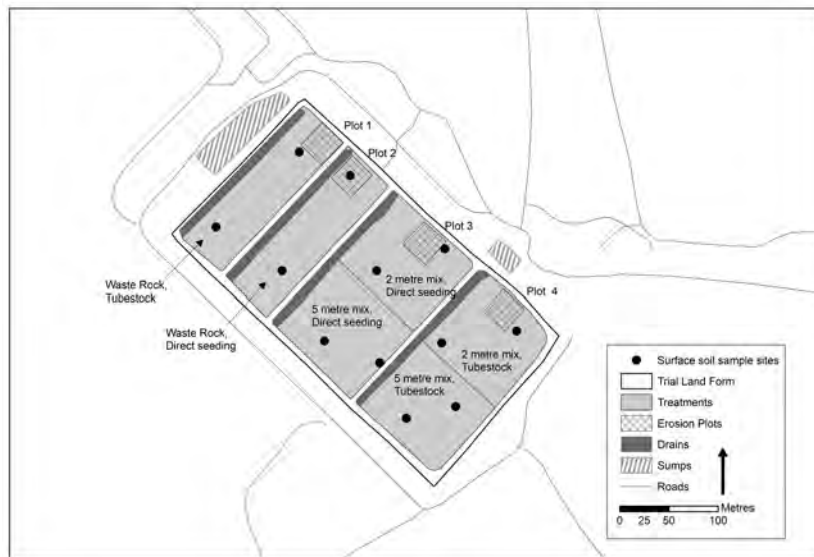 Plot 1
Plot 2
Plot 3
Plot 4
Waste Rock,
Tubestock
Waste Rock,
Direct seeding
2 metre mix,
Direct seeding
5 metre mix,
Direct seeding
2 metre mix,
Tubestock
5 metre mix,
Tubestock
Surface soil sample sites
Trial Land Form
Treatments
Erosion Plots
Drains
Sumps
Roads
Metres
0 25 50 100